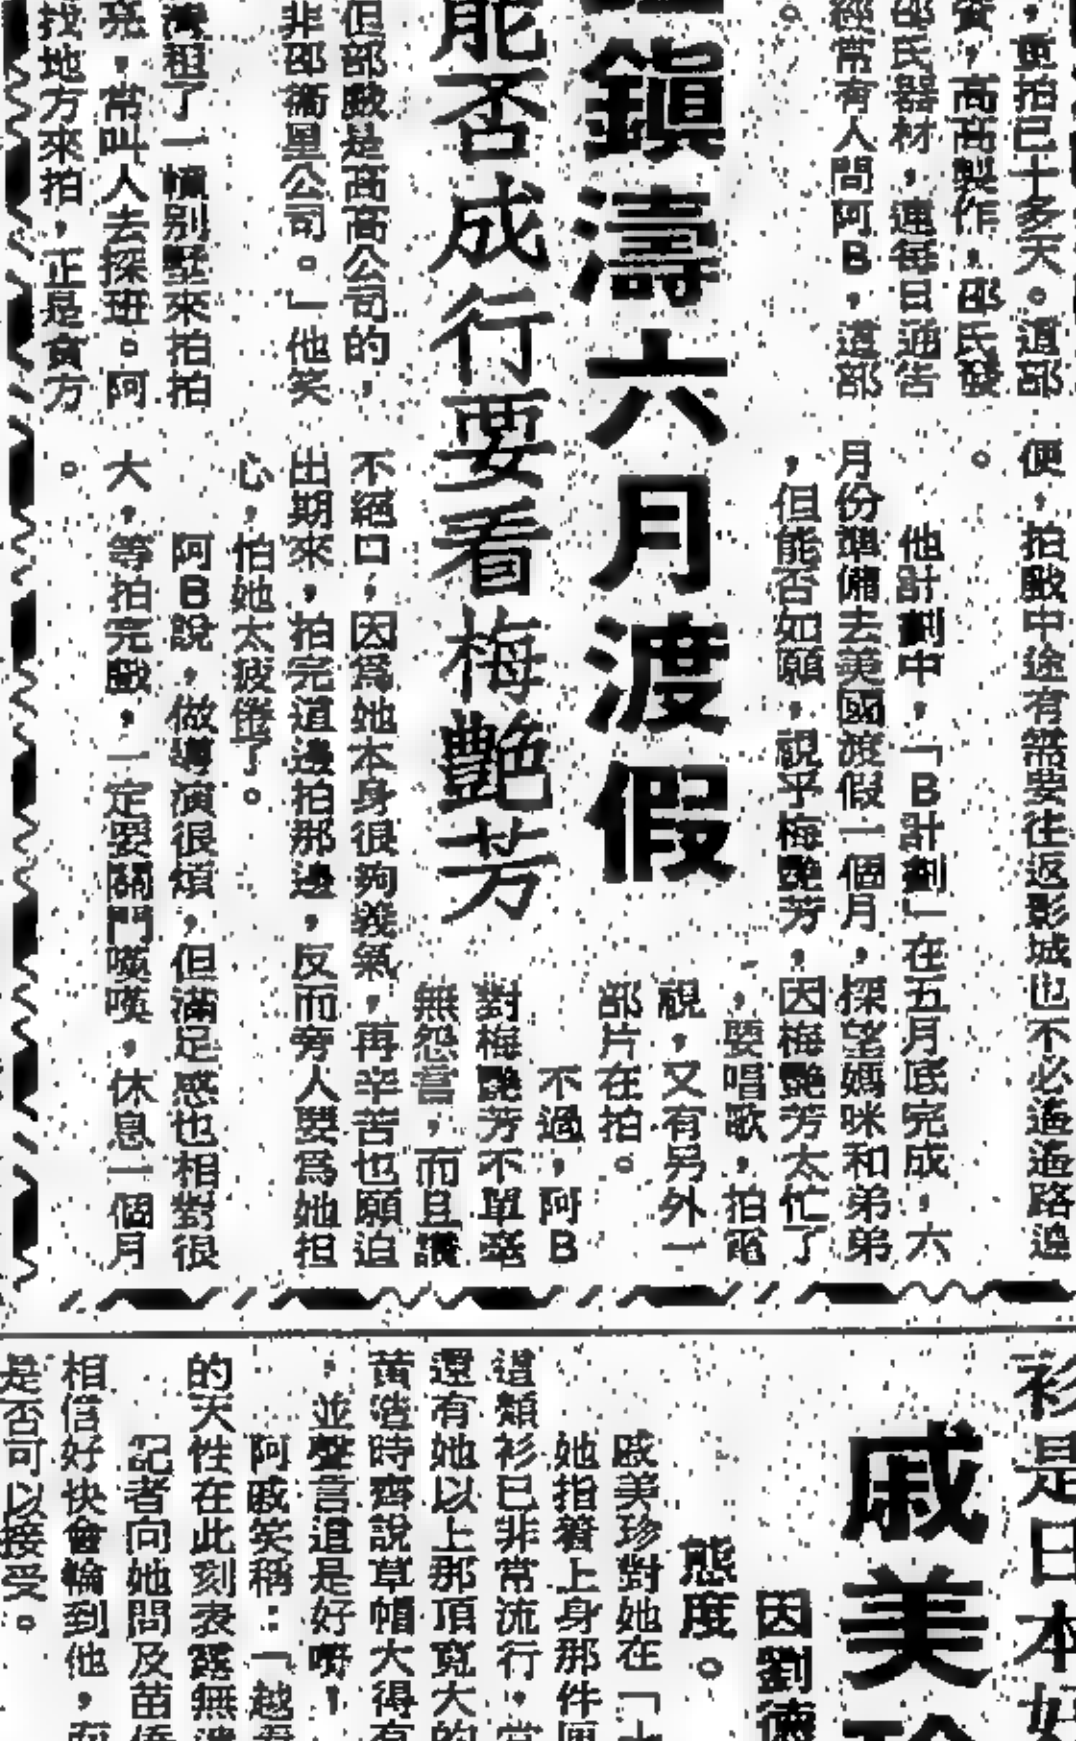 鎮濤六月渡假
能否成行要看梅艷芳
，更拍已十多天。這部
資，高高製作，邵氏發
邵氏器材，連每日通告
經常有人問阿B，這部
。
但部戲是高高公司的，
非邵衞里公司。」他笑
灣租了一幢別墅來拍拍
亮，常叫人去探班。阿
找地方來拍，正是貪方
便，拍戲中途有需要往返影城也不必遙遙路遠
。
他計劃中，「B計劃」在五月底完成，六
月份準備去美國渡假一個月，探望媽咪和弟弟
，但能否如願，視乎梅艷芳，因梅艷芳太忙了
，要唱歌，拍電
視，又有另外一
部片在拍。
不過，阿B
對梅艷芳不單毫
無怨言，而且讚
不絕口，因為她本身很夠義氣，再辛苦也願迫
出期來，拍完這邊拍那邊，反而旁人要為她担
心，怕她太疲倦了。
阿B說，做導演很煩，但滿足感也相對很
大，等拍完戲，一定要關門嘆嘆，休息一個月
。
衫是日本好
戚美珍
因劉德
態度。
戚美珍對她在「十
她指着上身那件
這類衫已非常流行，當
還有她以上那頂寬大的
黃浩時齊說草帽大得有
，並聲言這是好嘢，
阿戚笑稱：「越
的天性在此刻表露無遺
記者向她問及苗僑
相信好快會輪到他，而
是否可以接受。